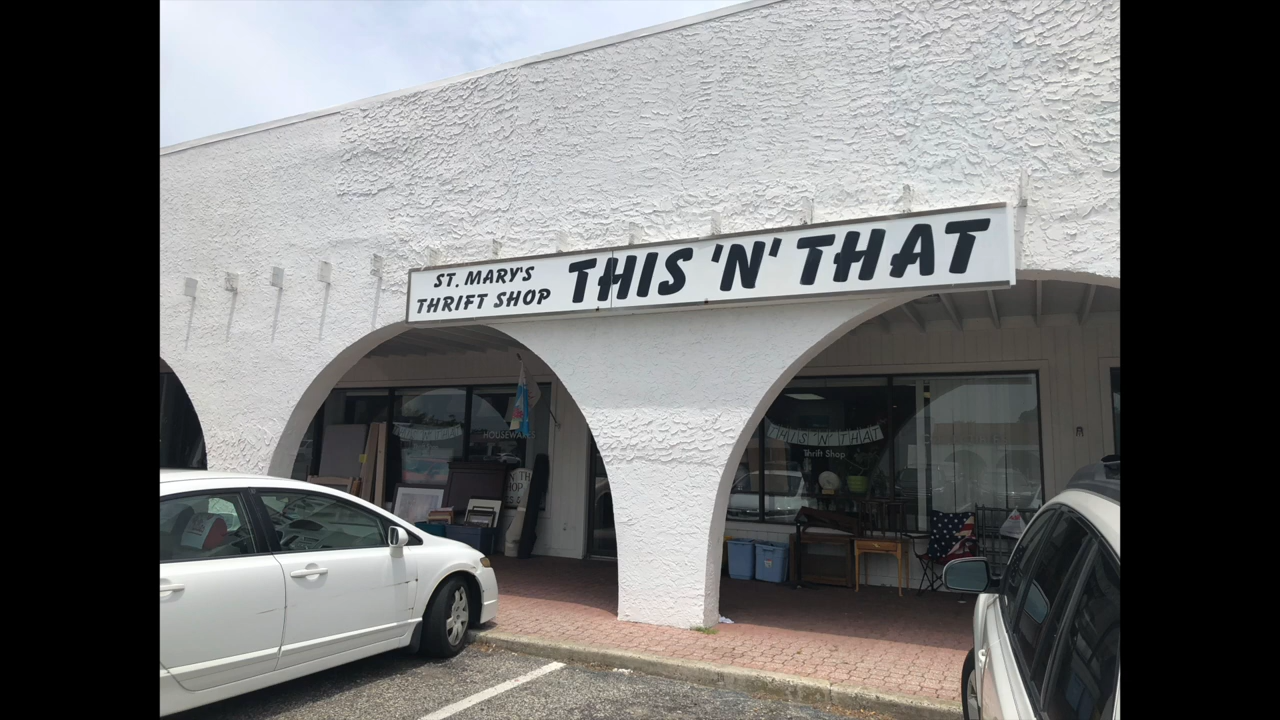 ST. MARY'S
THRIFT SHOP
THIS 'N' THAT
HOUSEWARES
THIS 'N' THAT
Thrift Shop